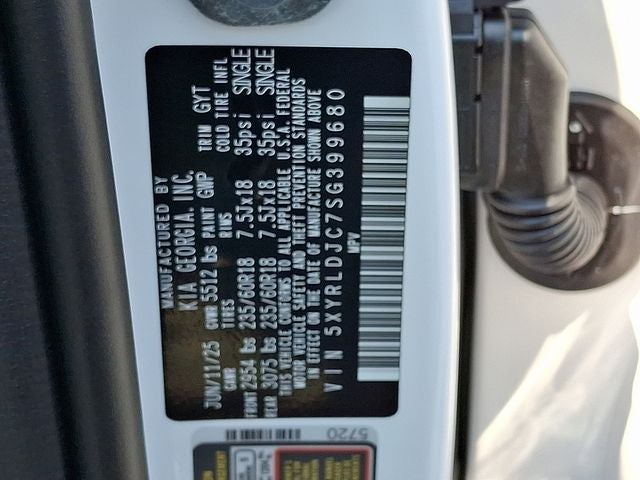 MANUFACTURED BY
KIA GEORGIA, INC.
JUN/11/25 GVWR 5512 lbs PAINT GWP TRIM GYT
GAWR TIRES RWS COLD TIRE INFL
FRONT 2954 lbs 235/60R18 7.5Jx18 35psi SINGLE
REAR 3075 lbs 235/60R18 7.5Jx18 35psi SINGLE
THIS VEHICLE CONFORMS TO ALL APPLICABLE U.S.A. FEDERAL
MOTOR VEHICLE SAFETY AND THEFT PREVENTION STANDARDS
IN EFFECT ON THE DATE OF MANUFACTURE SHOWN ABOVE
VIN 5XYRLDJC7SG399680
MPV
5720